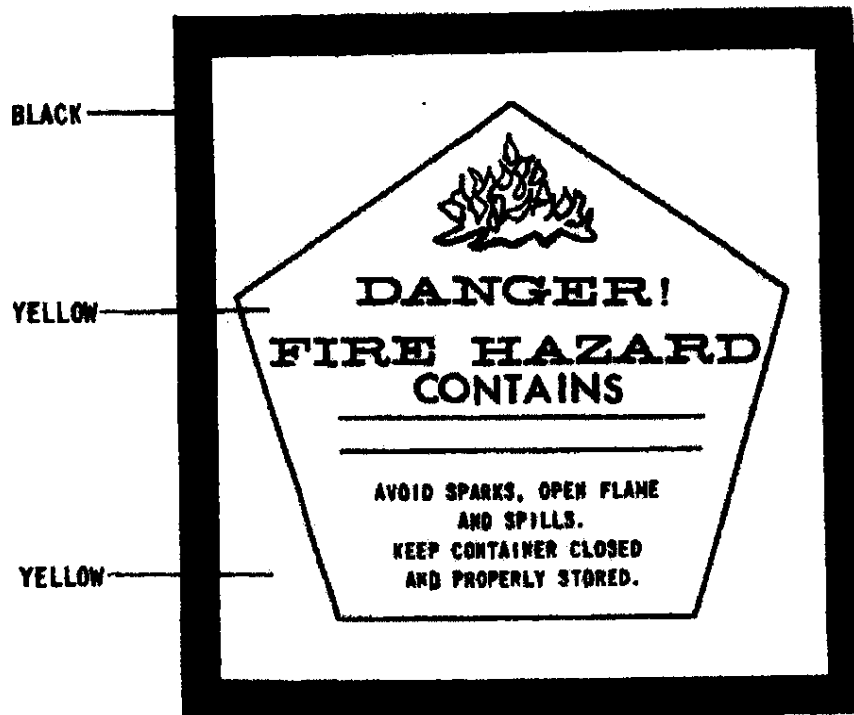 BLACK
YELLOW
DANGER!
FIRE HAZARD
CONTAINS
AVOID SPARKS, OPEN FLAME
AND SPILLS.
KEEP CONTAINER CLOSED
AND PROPERLY STORED.
YELLOW